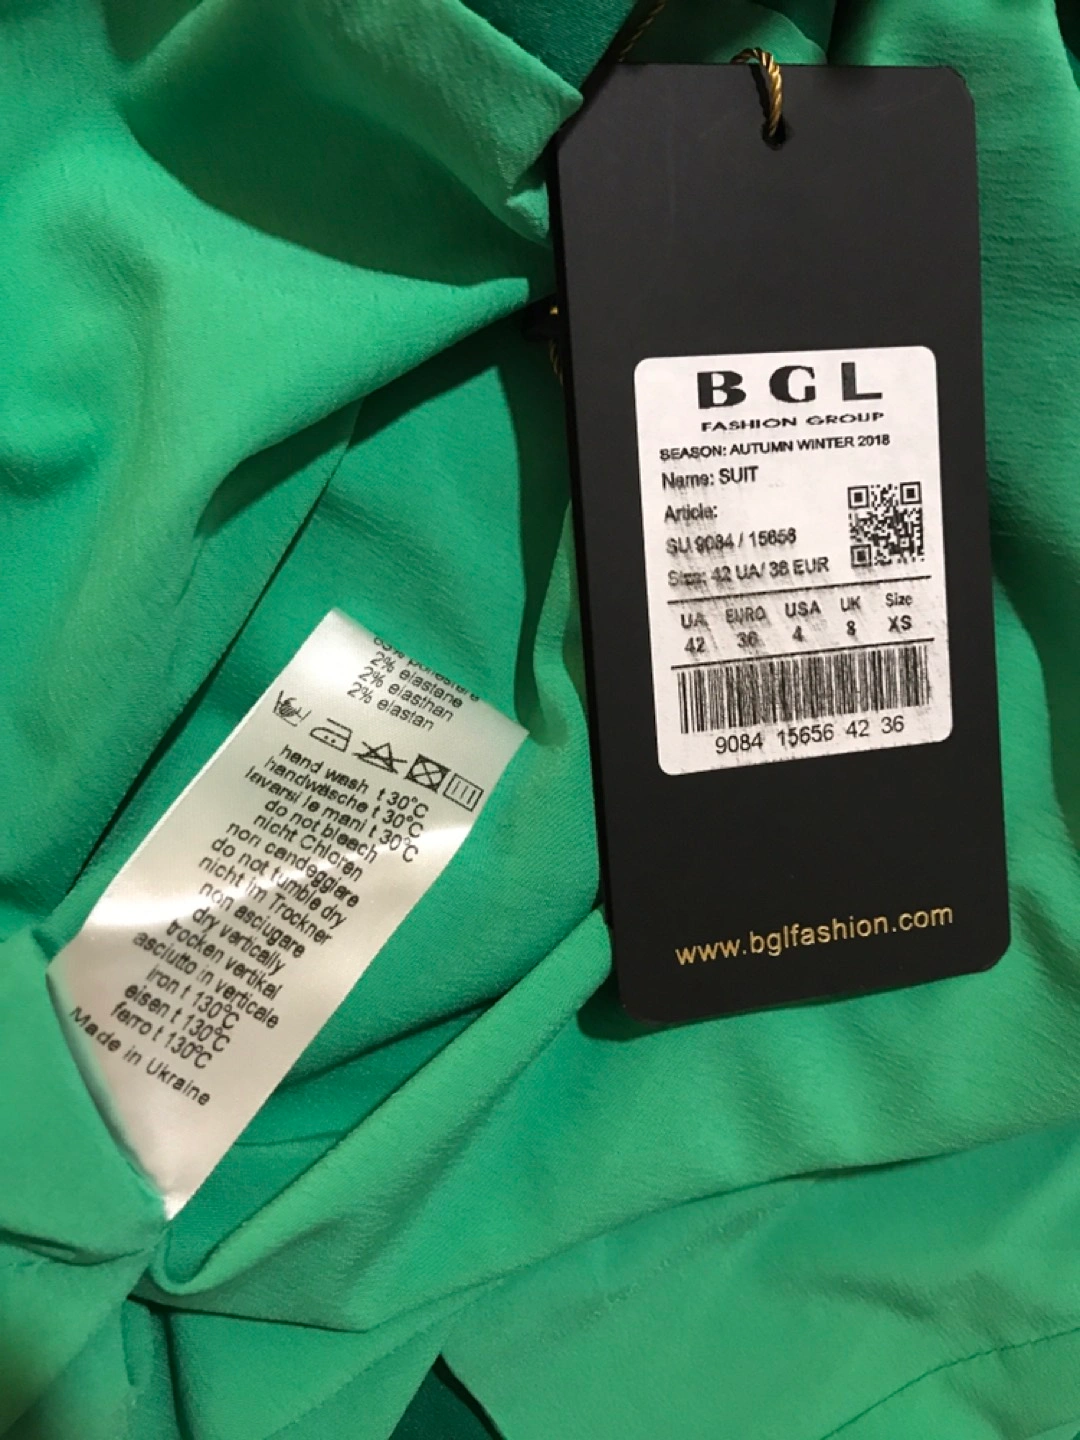 BGL
FASHION GROUP
SEASON: AUTUMN WINTER 2018
Name: SUIT
Article:
SU 9084 / 15656
Size: 42 UA/ 36 EUR
UA EURO USA UK Size
42 36 4 8 XS
9084 15656 42 36
www.bglfashion.com
2% elastane
2% elasthan
2% elastan
hand wash t 30°C
handwäsche t 30°C
lavarsi le mani t 30°C
do not bleach
nicht Chloren
non candeggiare
do not tumble dry
nicht im Trockner
non asciugare
dry vertically
trocken vertikal
asciutto in verticale
iron t 130°C
eisen t 130°C
ferro t 130°C
Made in Ukraine